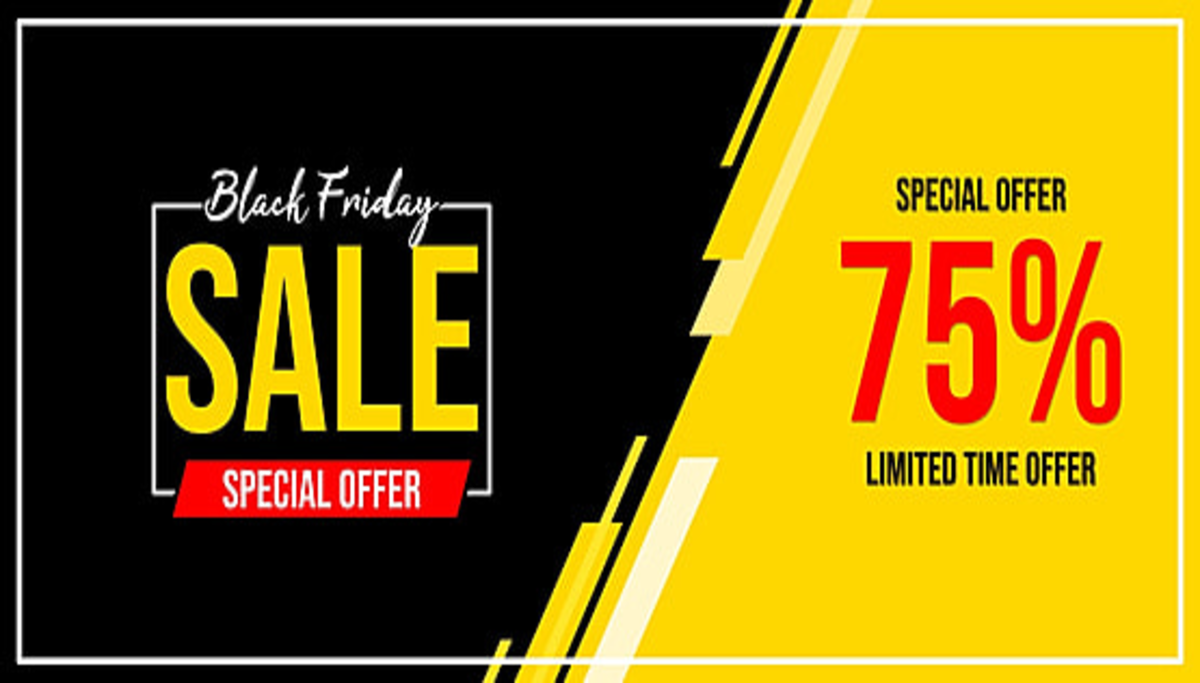 Black Friday
SALE
SPECIAL OFFER
SPECIAL OFFER
75%
LIMITED TIME OFFER